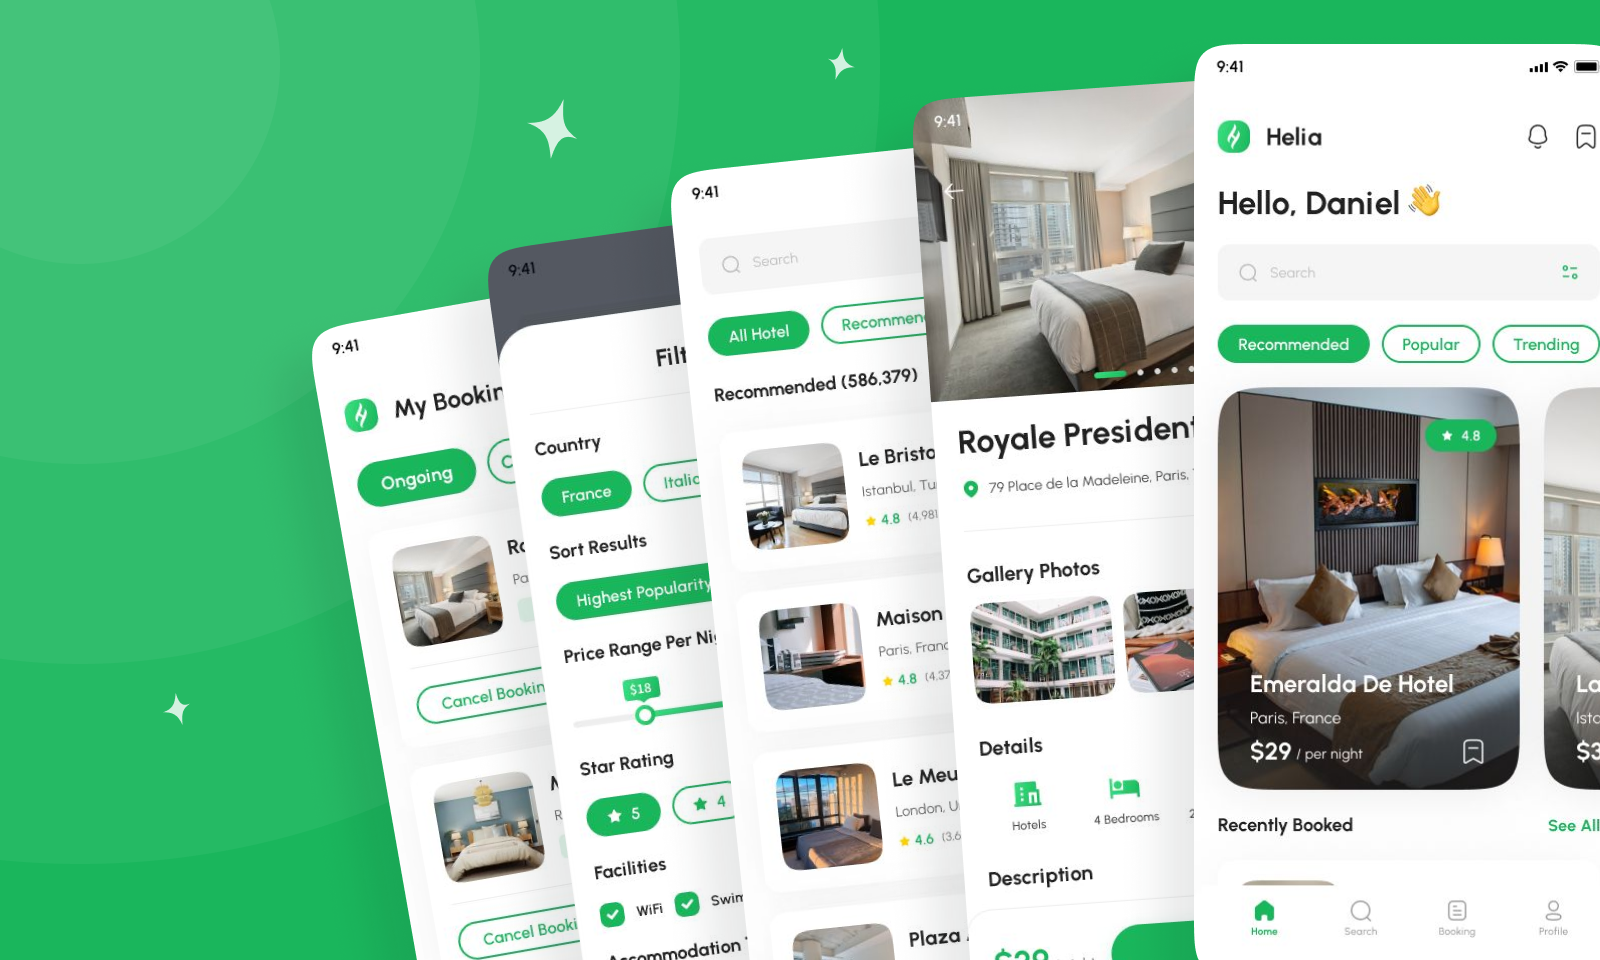 9:41
My Bookin
Ongoing
Cancel Bookin
Cancel Booki
9:41
Filt
Country
France
Italic
Sort Results
Highest Popularity
Price Range Per Nig
$18
Star Rating
5
4
Facilities
WiFi
Swim
Accommodation
9:41
Search
All Hotel
Recommen
Recommended (586,379)
Le Bristo
Istanbul, Tu
4.8 (4,981
Maison
Paris, Franc
4.8 (4,37
Le Meu
London, U
4.6 (3,6
Plaza
9:41
Royale President
79 Place de la Madeleine, Paris,
Gallery Photos
Details
Hotels
4 Bedrooms
2
Description
$29
9:41
Helia
Hello, Daniel
Search
Recommended
Popular
Trending
4.8
Emeralda De Hotel
Paris, France
$29 / per night
La
Ista
$3
Recently Booked
See All
Home
Search
Booking
Profile